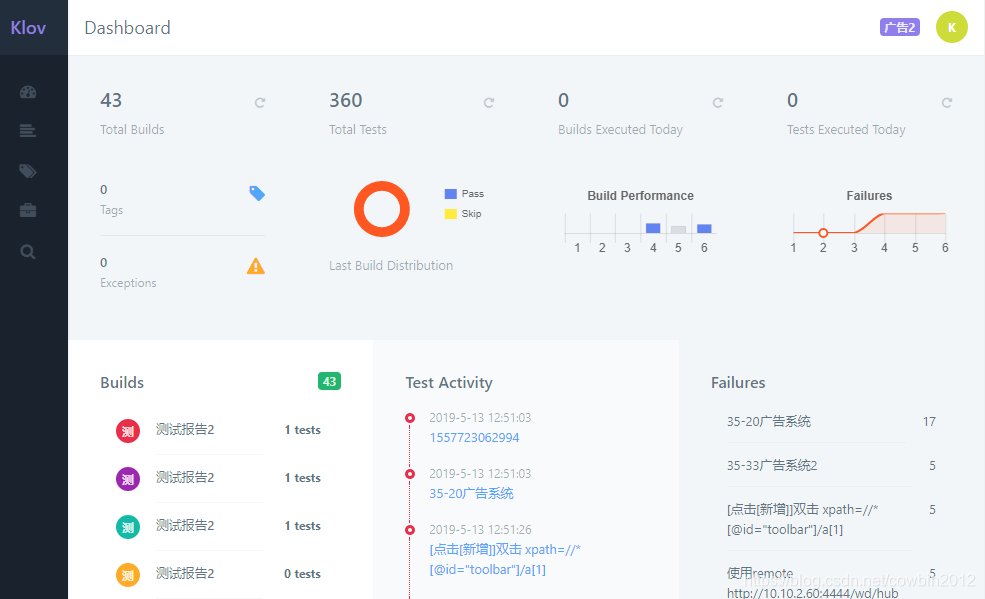 Klov
Dashboard
广告2
K
43
Total Builds
360
Total Tests
0
Builds Executed Today
0
Tests Executed Today
0
Tags
0
Exceptions
Pass
Skip
Last Build Distribution
Build Performance
1 2 3 4 5 6
Failures
1 2 3 4 5 6
Builds
43
测 测试报告2 1 tests
测 测试报告2 1 tests
测 测试报告2 1 tests
测 测试报告2 0 tests
Test Activity
2019-5-13 12:51:03
1557723062994
2019-5-13 12:51:03
35-20广告系统
2019-5-13 12:51:26
[点击[新增]]双击 xpath=//*
[@id="toolbar"]/a[1]
Failures
35-20广告系统 17
35-33广告系统2 5
[点击[新增]]双击 xpath=//* 5
[@id="toolbar"]/a[1]
使用remote 5
http://10.10.2.60:4444/wd/hub
https://blog.csdn.net/cowbin2012